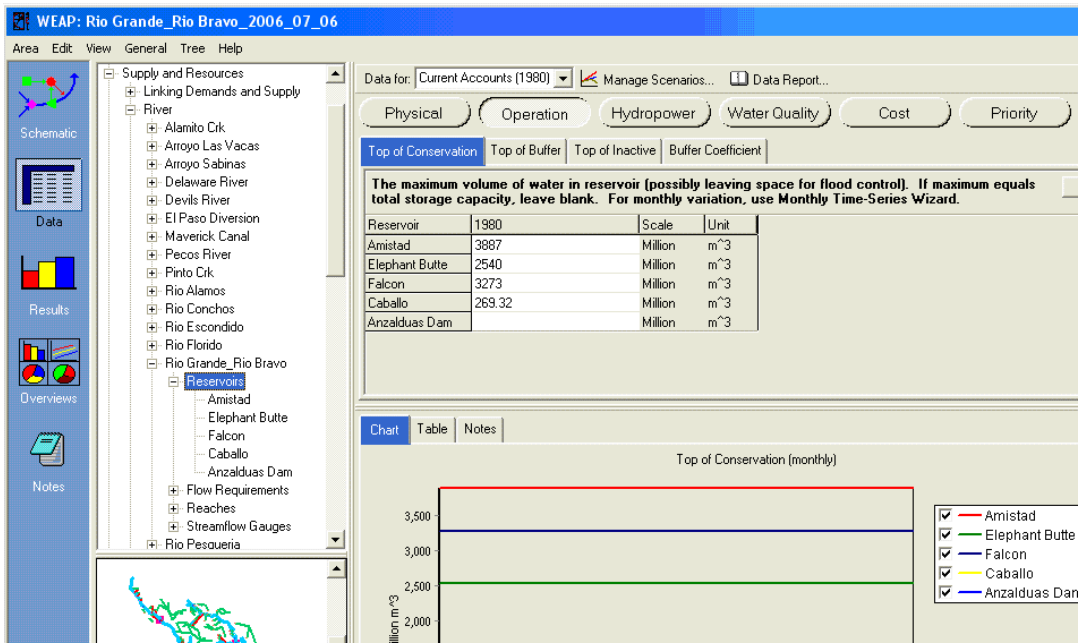 WEAP: Rio Grande_Rio Bravo_2006_07_06
Area Edit View General Tree Help
Schematic
Data
Results
Overviews
Notes
Supply and Resources
Linking Demands and Supply
River
Alamito Crk
Arroyo Las Vacas
Arroyo Sabinas
Delaware River
Devils River
El Paso Diversion
Maverick Canal
Pecos River
Pinto Crk
Rio Alamos
Rio Conchos
Rio Escondido
Rio Florido
Rio Grande_Rio Bravo
Reservoirs
Amistad
Elephant Butte
Falcon
Caballo
Anzalduas Dam
Flow Requirements
Reaches
Streamflow Gauges
Rio Pesqueria
Data for: Current Accounts (1980) Manage Scenarios... Data Report...
Physical Operation Hydropower Water Quality Cost Priority
Top of Conservation Top of Buffer Top of Inactive Buffer Coefficient
The maximum volume of water in reservoir (possibly leaving space for flood control). If maximum equals
total storage capacity, leave blank. For monthly variation, use Monthly Time-Series Wizard.
Reservoir 1980 Scale Unit
Amistad 3887 Million m^3
Elephant Butte 2540 Million m^3
Falcon 3273 Million m^3
Caballo 269.32 Million m^3
Anzalduas Dam Million m^3
Chart Table Notes
Top of Conservation (monthly)
3,500
3,000
2,500
2,000
m^3
Amistad
Elephant Butte
Falcon
Caballo
Anzalduas Dam